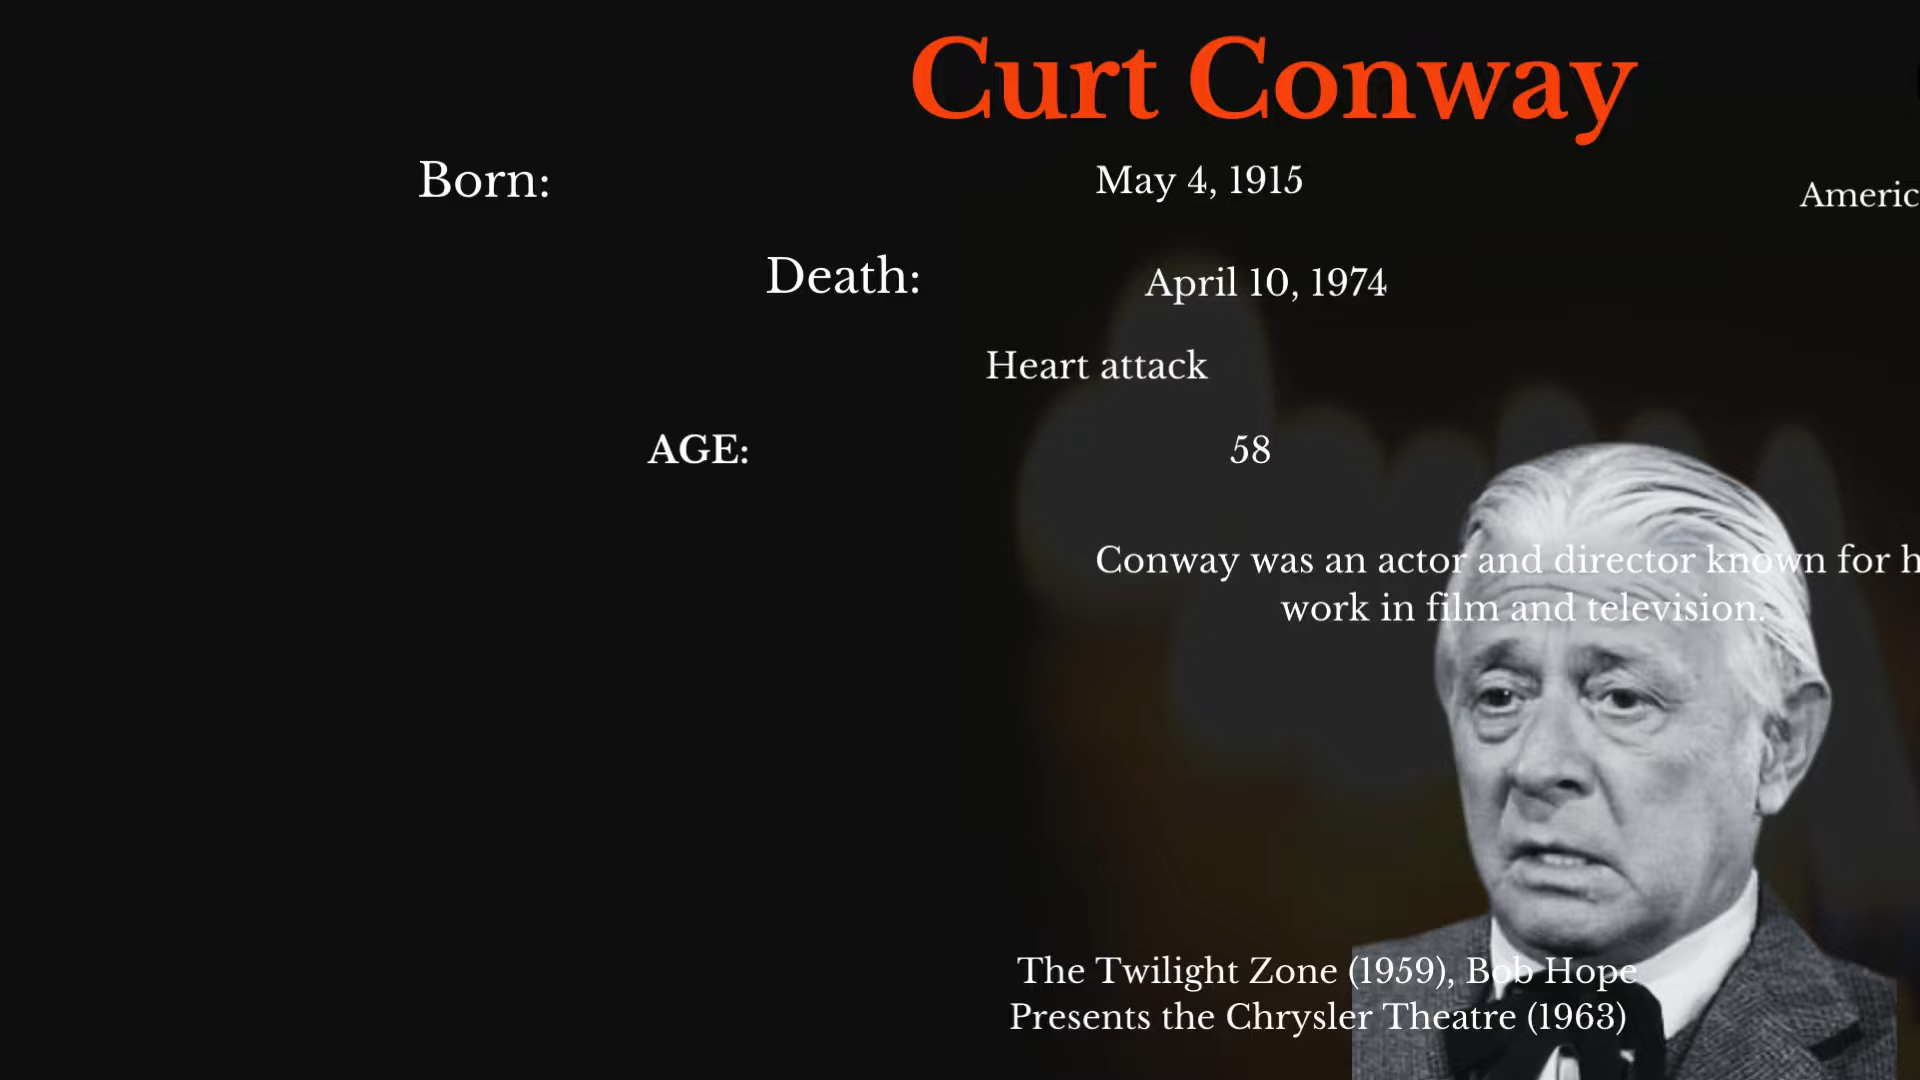 Curt Conway
Born: May 4, 1915 Americ
Death: April 10, 1974
Heart attack
AGE: 58
Conway was an actor and director known for h
work in film and television.
The Twilight Zone (1959), Bob Hope
Presents the Chrysler Theatre (1963)